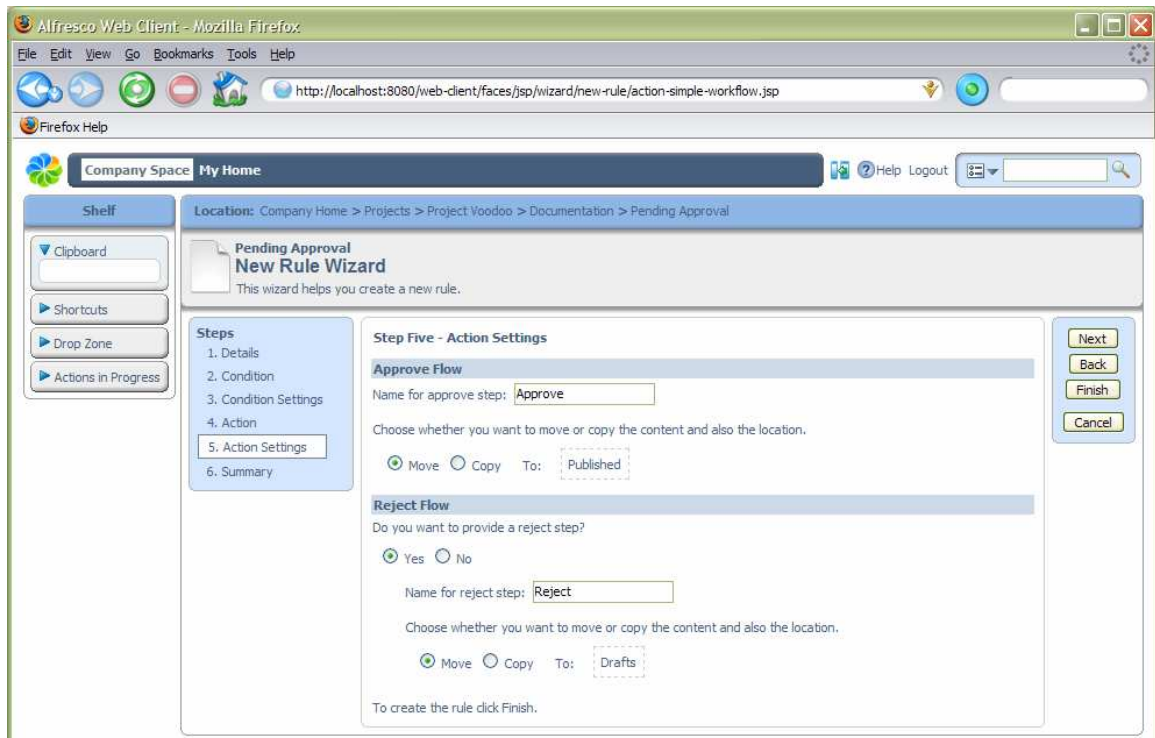 Alfresco Web Client - Mozilla Firefox
File Edit View Go Bookmarks Tools Help
http://localhost:8080/web-client/faces/jsp/wizard/new-rule/action-simple-workflow.jsp
Firefox Help
Company Space My Home Help Logout
Shelf
Location: Company Home > Projects > Project Voodoo > Documentation > Pending Approval
Clipboard
Shortcuts
Drop Zone
Actions in Progress
Pending Approval
New Rule Wizard
This wizard helps you create a new rule.
Steps
1. Details
2. Condition
3. Condition Settings
4. Action
5. Action Settings
6. Summary
Step Five - Action Settings
Approve Flow
Name for approve step: Approve
Choose whether you want to move or copy the content and also the location.
Move Copy To: Published
Reject Flow
Do you want to provide a reject step?
Yes No
Name for reject step: Reject
Choose whether you want to move or copy the content and also the location.
Move Copy To: Drafts
To create the rule click Finish.
Next
Back
Finish
Cancel